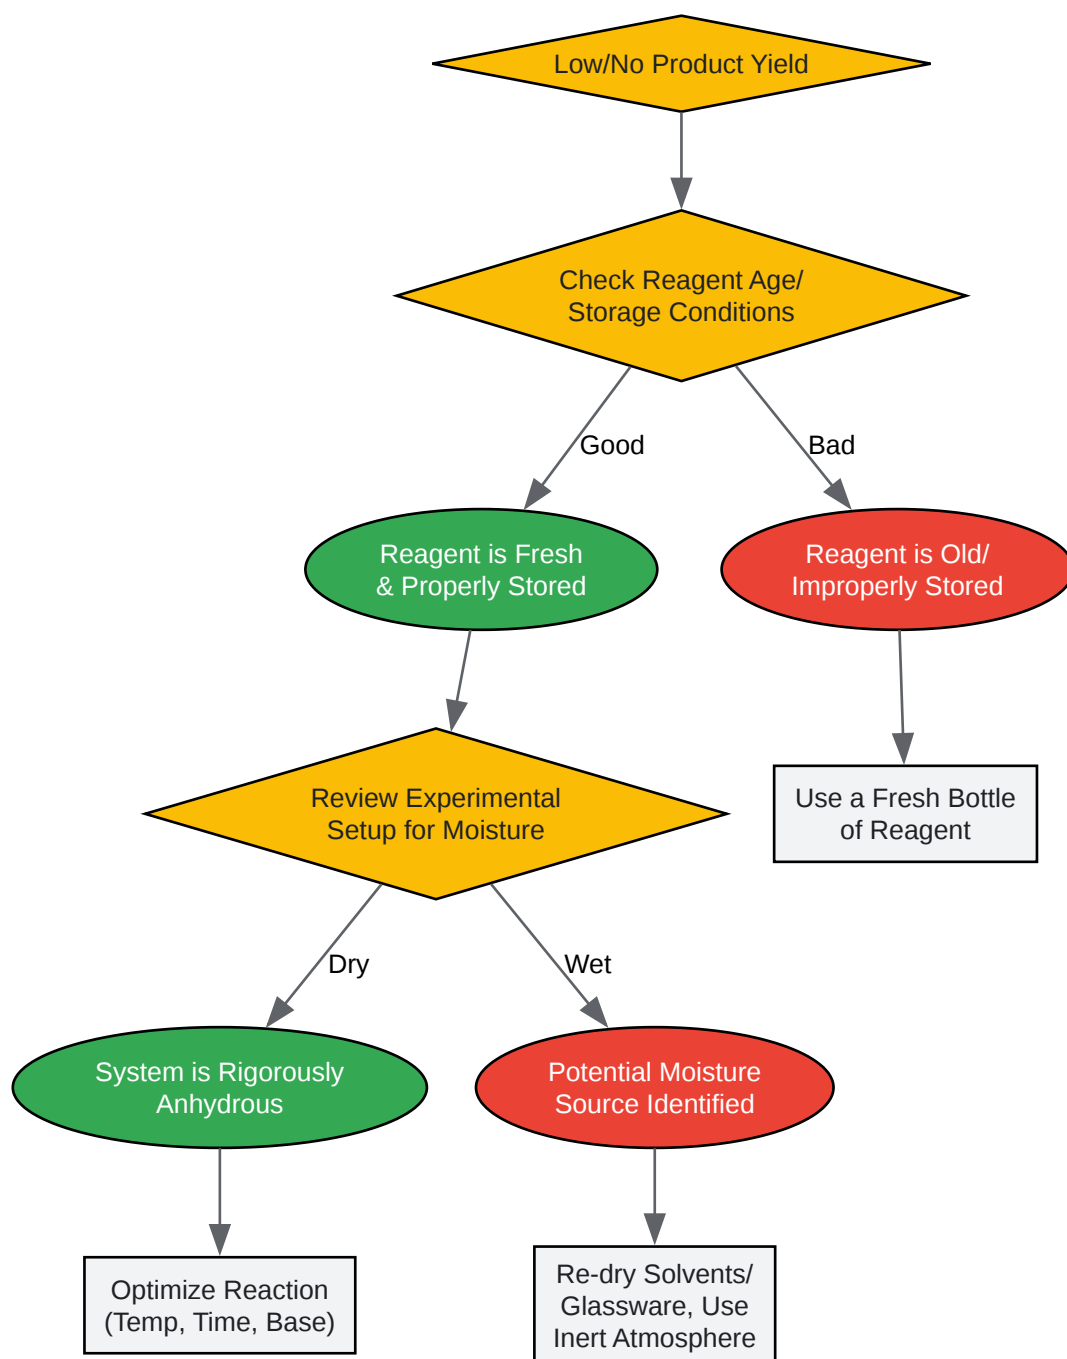 Low/No Product Yield
Check Reagent Age/
Storage Conditions
Good
Bad
Reagent is Fresh
& Properly Stored
Reagent is Old/
Improperly Stored
Review Experimental
Setup for Moisture
Use a Fresh Bottle
of Reagent
Dry
Wet
System is Rigorously
Anhydrous
Potential Moisture
Source Identified
Optimize Reaction
(Temp, Time, Base)
Re-dry Solvents/
Glassware, Use
Inert Atmosphere